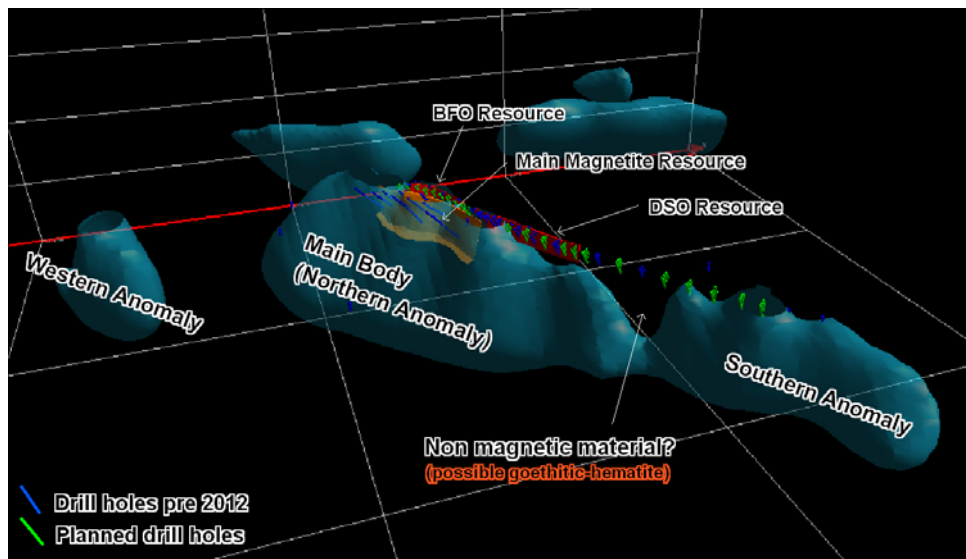 BFO Resource
Main Magnetite Resource
DSO Resource
Western Anomaly
Main Body
(Northern Anomaly)
Southern Anomaly
Non magnetic material?
(possible goethitic-hematite)
Drill holes pre 2012
Planned drill holes